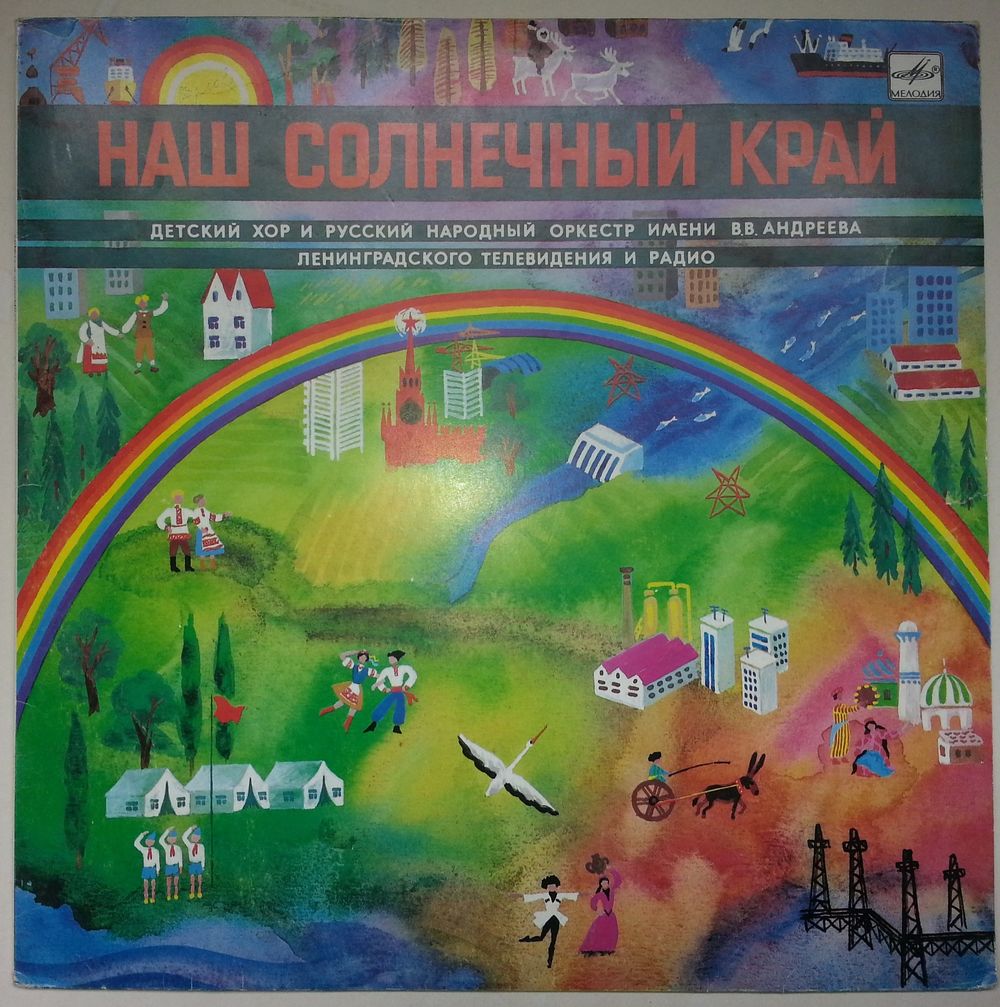 МЕЛОДИЯ
НАШ СОЛНЕЧНЫЙ КРАЙ
ДЕТСКИЙ ХОР И РУССКИЙ НАРОДНЫЙ ОРКЕСТР ИМЕНИ В.В. АНДРЕЕВА
ЛЕНИНГРАДСКОГО ТЕЛЕВИДЕНИЯ И РАДИО